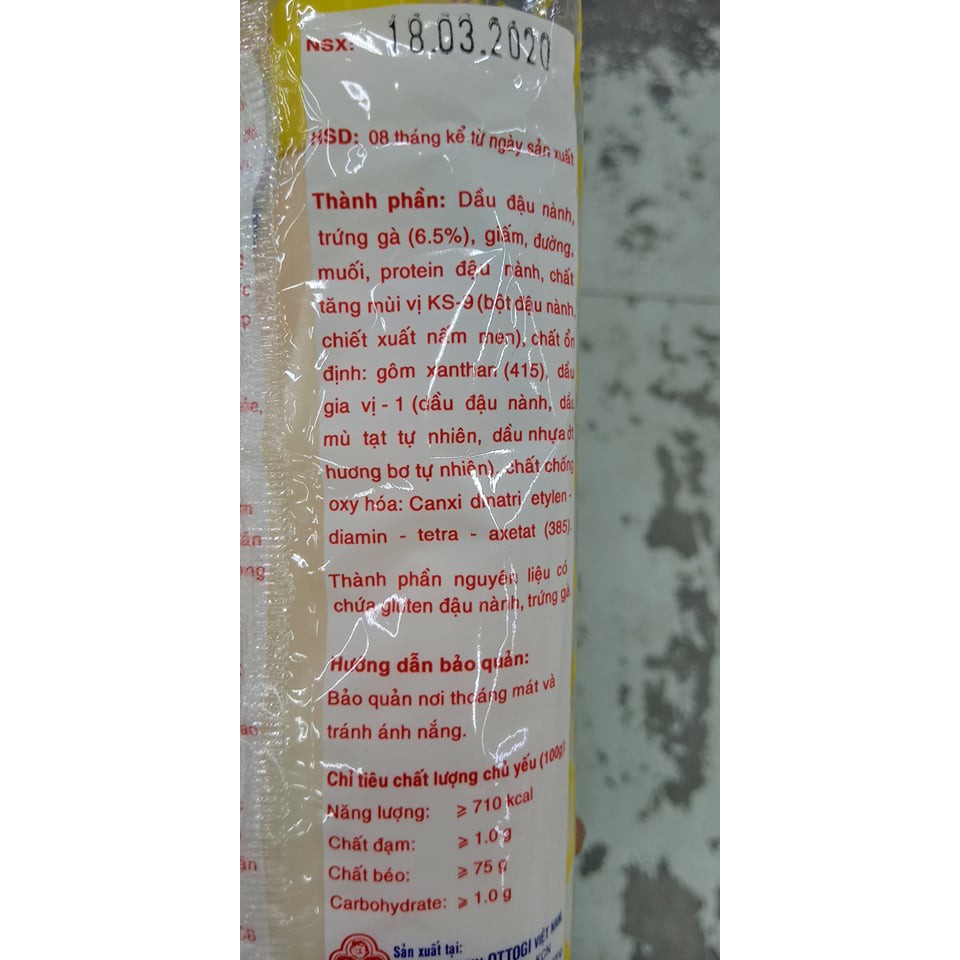 NSX: 18.03.2020
HSD: 08 tháng kể từ ngày sản xuất
Thành phần: Dầu đậu nành,
trứng gà (6.5%), giấm, đường,
muối, protein đậu nành, chất
tăng mùi vị KS-9 (bột đậu nành,
chiết xuất nấm men), chất ổn
định: gôm xanthan (415), dầu
gia vị - 1 (dầu đậu nành, dầu
mù tạt tự nhiên, dầu nhựa ớt
hương bơ tự nhiên), chất chống
oxy hóa: Canxi dinatri etylen -
diamin - tetra - axetat (385).
Thành phần nguyên liệu có
chứa gluten đậu nành, trứng gà.
Hướng dẫn bảo quản:
Bảo quản nơi thoáng mát và
tránh ánh nắng.
Chỉ tiêu chất lượng chủ yếu (100g):
Năng lượng: ⩾ 710 kcal
Chất đạm: ⩾ 1.0 g
Chất béo: ⩾ 75 g
Carbohydrate: ⩾ 1.0 g
Sản xuất tại:
OTTOGI VIỆT NAM